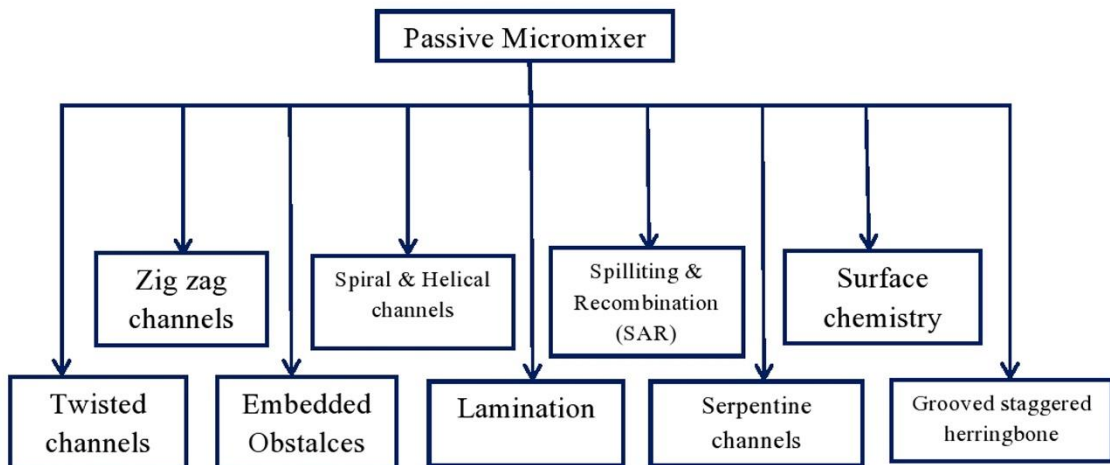 Passive Micromixer
Zig zag
channels
Spiral & Helical
channels
Spilliting &
Recombination
(SAR)
Surface
chemistry
Twisted
channels
Embedded
Obstalces
Lamination
Serpentine
channels
Grooved staggered
herringbone